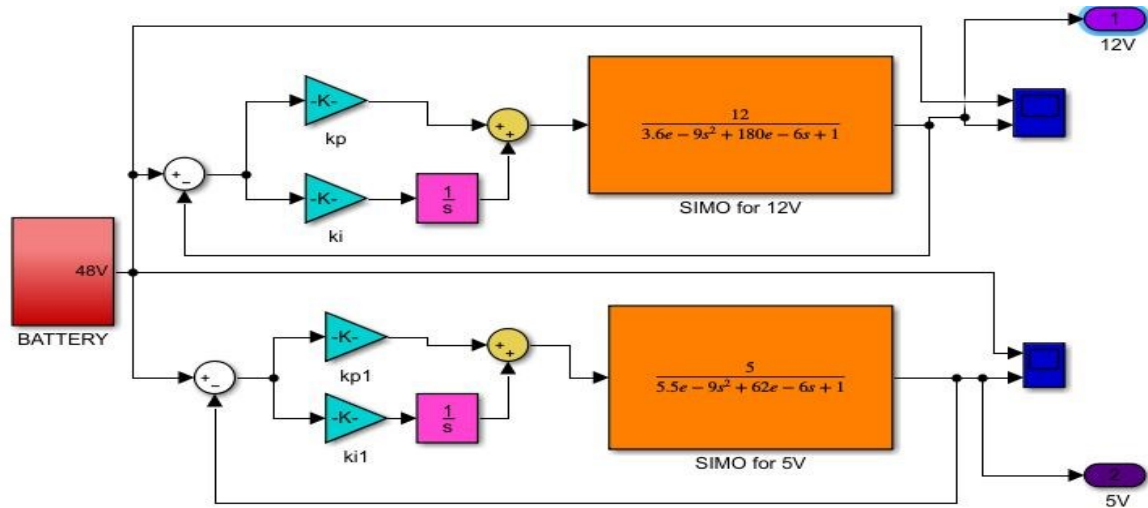 1
12V
-K-
kp
+
+
12
3.6e − 9s² + 180e − 6s + 1
SIMO for 12V
+
−
-K-
ki
1
s
48V
BATTERY
-K-
kp1
+
+
5
5.5e − 9s² + 62e − 6s + 1
SIMO for 5V
+
−
-K-
ki1
1
s
2
5V